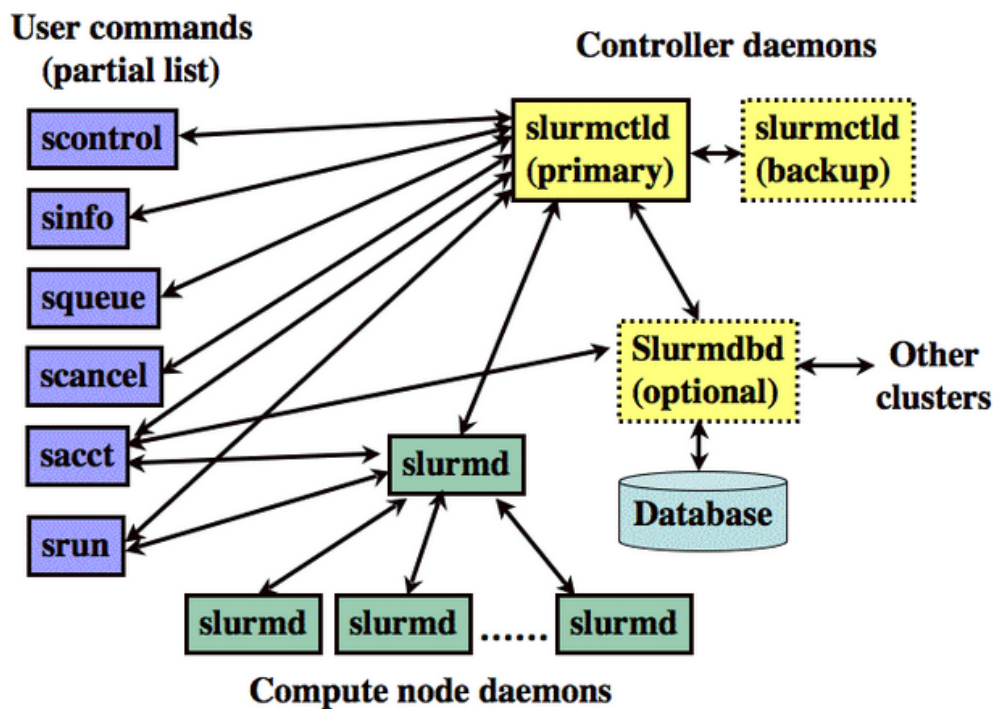 User commands
(partial list)
Controller daemons
scontrol
sinfo
squeue
scancel
sacct
srun
slurmctld
(primary)
slurmctld
(backup)
Slurmdbd
(optional)
Other
clusters
Database
slurmd
slurmd
slurmd
......
slurmd
Compute node daemons